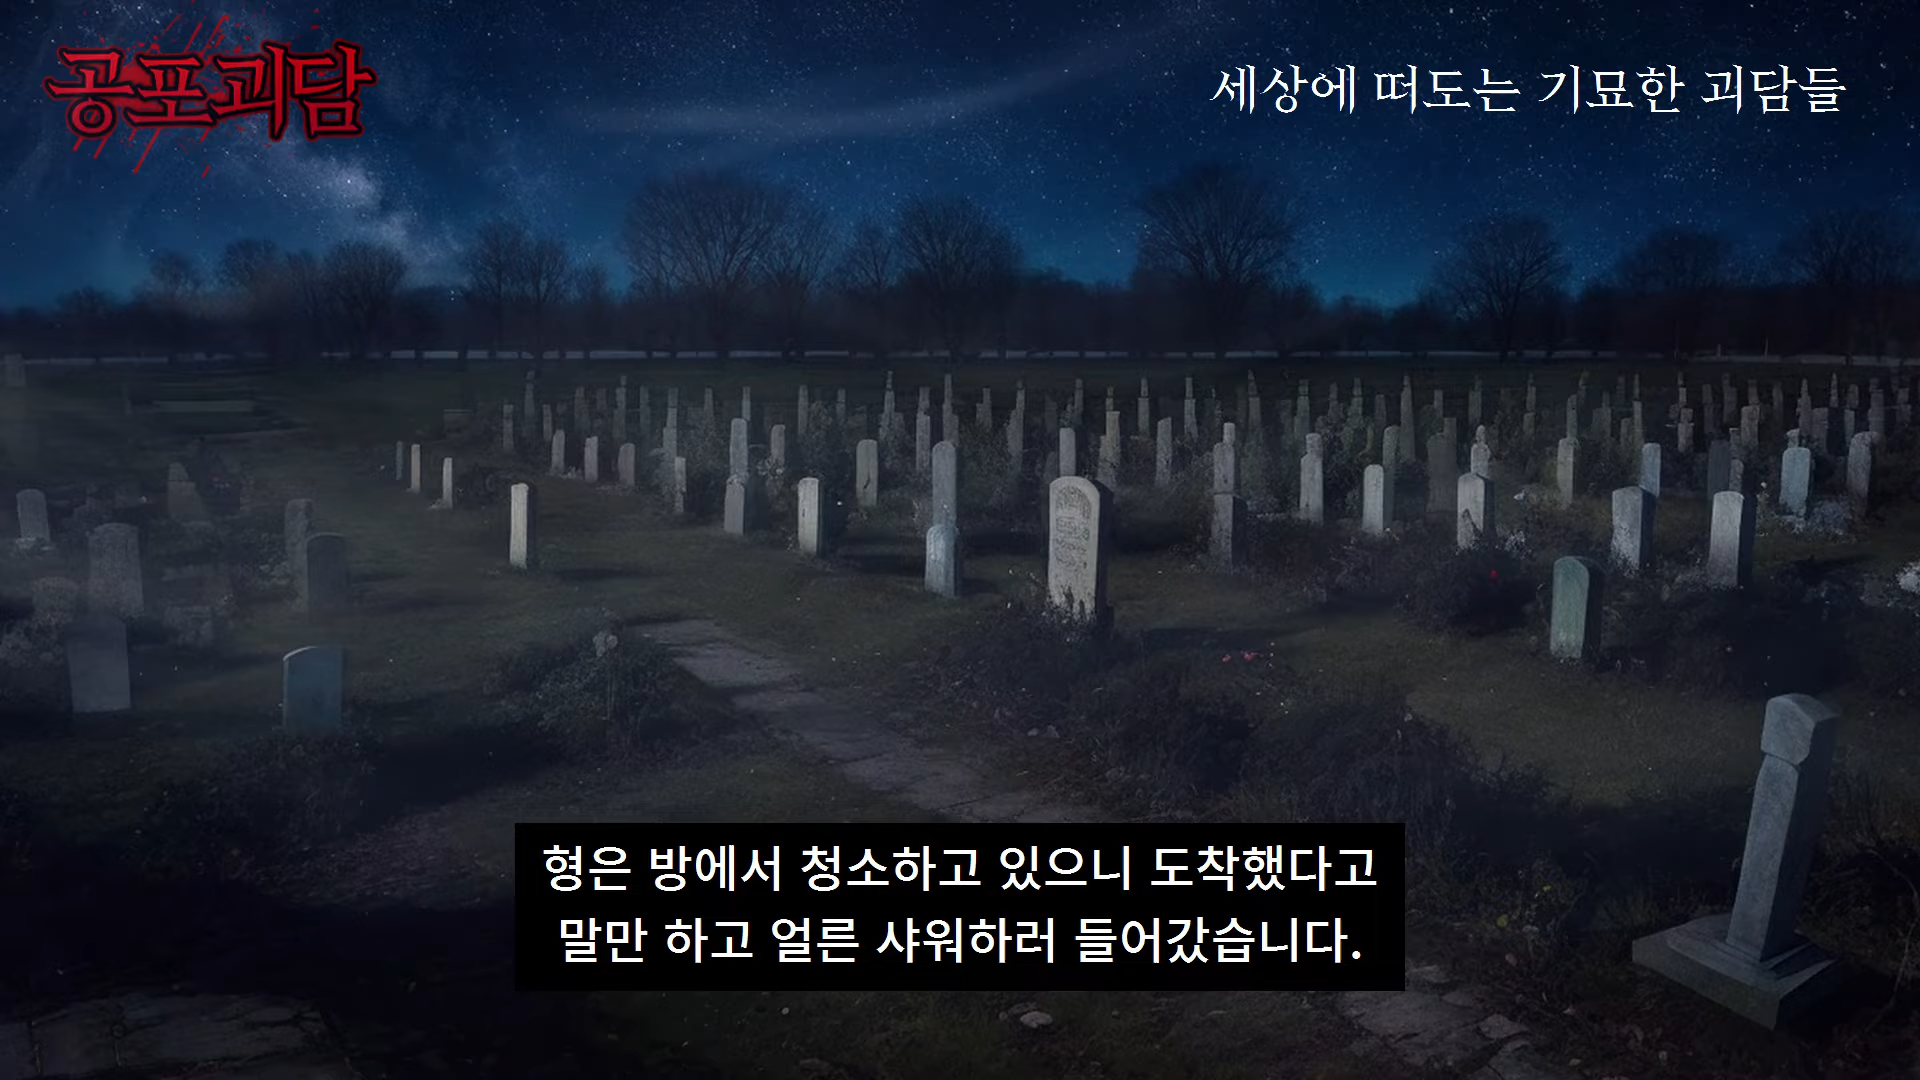 공포괴담
세상에 떠도는 기묘한 괴담들
형은 방에서 청소하고 있으니 도착했다고
말만 하고 얼른 샤워하러 들어갔습니다.